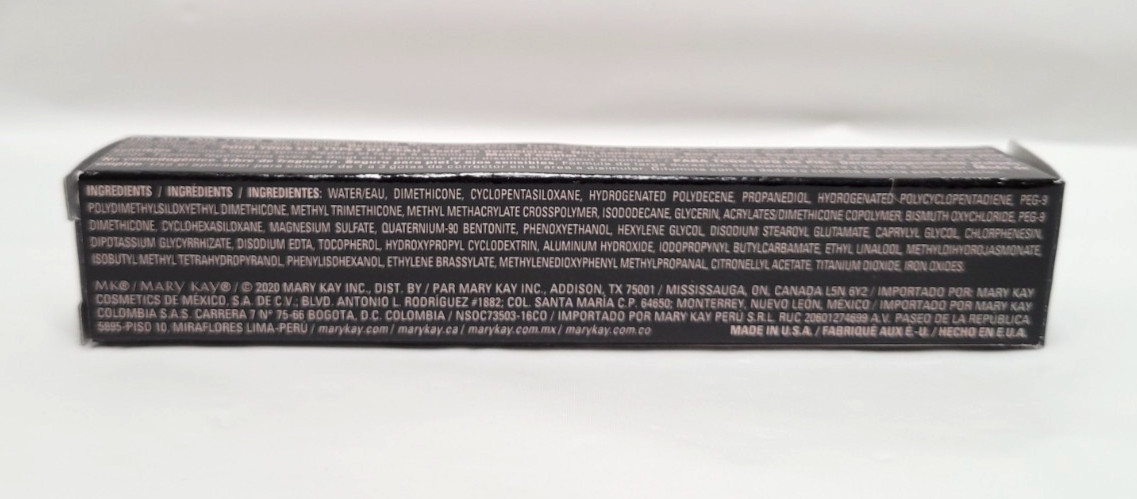 INGREDIENTS / INGRÉDIENTS / INGREDIENTES: WATER/EAU, DIMETHICONE, CYCLOPENTASILOXANE, HYDROGENATED POLYDECENE, PROPANEDIOL, HYDROGENATED POLYCYCLOPENTADIENE, PEG-9
POLYDIMETHYLSILOXYETHYL DIMETHICONE, METHYL TRIMETHICONE, METHYL METHACRYLATE CROSSPOLYMER, ISODODECANE, GLYCERIN, ACRYLATES/DIMETHICONE COPOLYMER, BISMUTH OXYCHLORIDE, PEG-9
DIMETHICONE, CYCLOHEXASILOXANE, MAGNESIUM SULFATE, QUATERNIUM-90 BENTONITE, PHENOXYETHANOL, HEXYLENE GLYCOL, DISODIUM STEAROYL GLUTAMATE, CAPRYLYL GLYCOL, CHLORPHENESIN,
DIPOTASSIUM GLYCYRRHIZATE, DISODIUM EDTA, TOCOPHEROL, HYDROXYPROPYL CYCLODEXTRIN, ALUMINUM HYDROXIDE, IODOPROPYNYL BUTYLCARBAMATE, ETHYL LINALOOL, METHYLDIHYDROJASMONATE,
ISOBUTYL METHYL TETRAHYDROPYRANOL, PHENYLISOHEXANOL, ETHYLENE BRASSYLATE, METHYLENEDIOXYPHENYL METHYLPROPANAL, CITRONELLYL ACETATE, TITANIUM DIOXIDE, IRON OXIDES.
MK® / MARY KAY® / © 2020 MARY KAY INC., DIST. BY / PAR MARY KAY INC., ADDISON, TX 75001 / MISSISSAUGA, ON, CANADA L5N 6Y2 / IMPORTADO POR: MARY KAY
COSMETICS DE MÉXICO, S.A. DE C.V.; BLVD. ANTONIO L. RODRÍGUEZ #1882; COL. SANTA MARÍA C.P. 64650; MONTERREY, NUEVO LEÓN, MÉXICO / IMPORTADO POR: MARY KAY
COLOMBIA S.A.S. CARRERA 7 N° 75-66 BOGOTA, D.C. COLOMBIA / NSOC73503-16CO / IMPORTADO POR MARY KAY PERÚ S.R.L. RUC 20601274699 A.V. PASEO DE LA REPÚBLICA
5895-PISO 10, MIRAFLORES LIMA-PERÚ / marykay.com / marykay.ca / marykay.com.mx / marykay.com.co MADE IN U.S.A. / FABRIQUÉ AUX É.-U. / HECHO EN E.U.A.